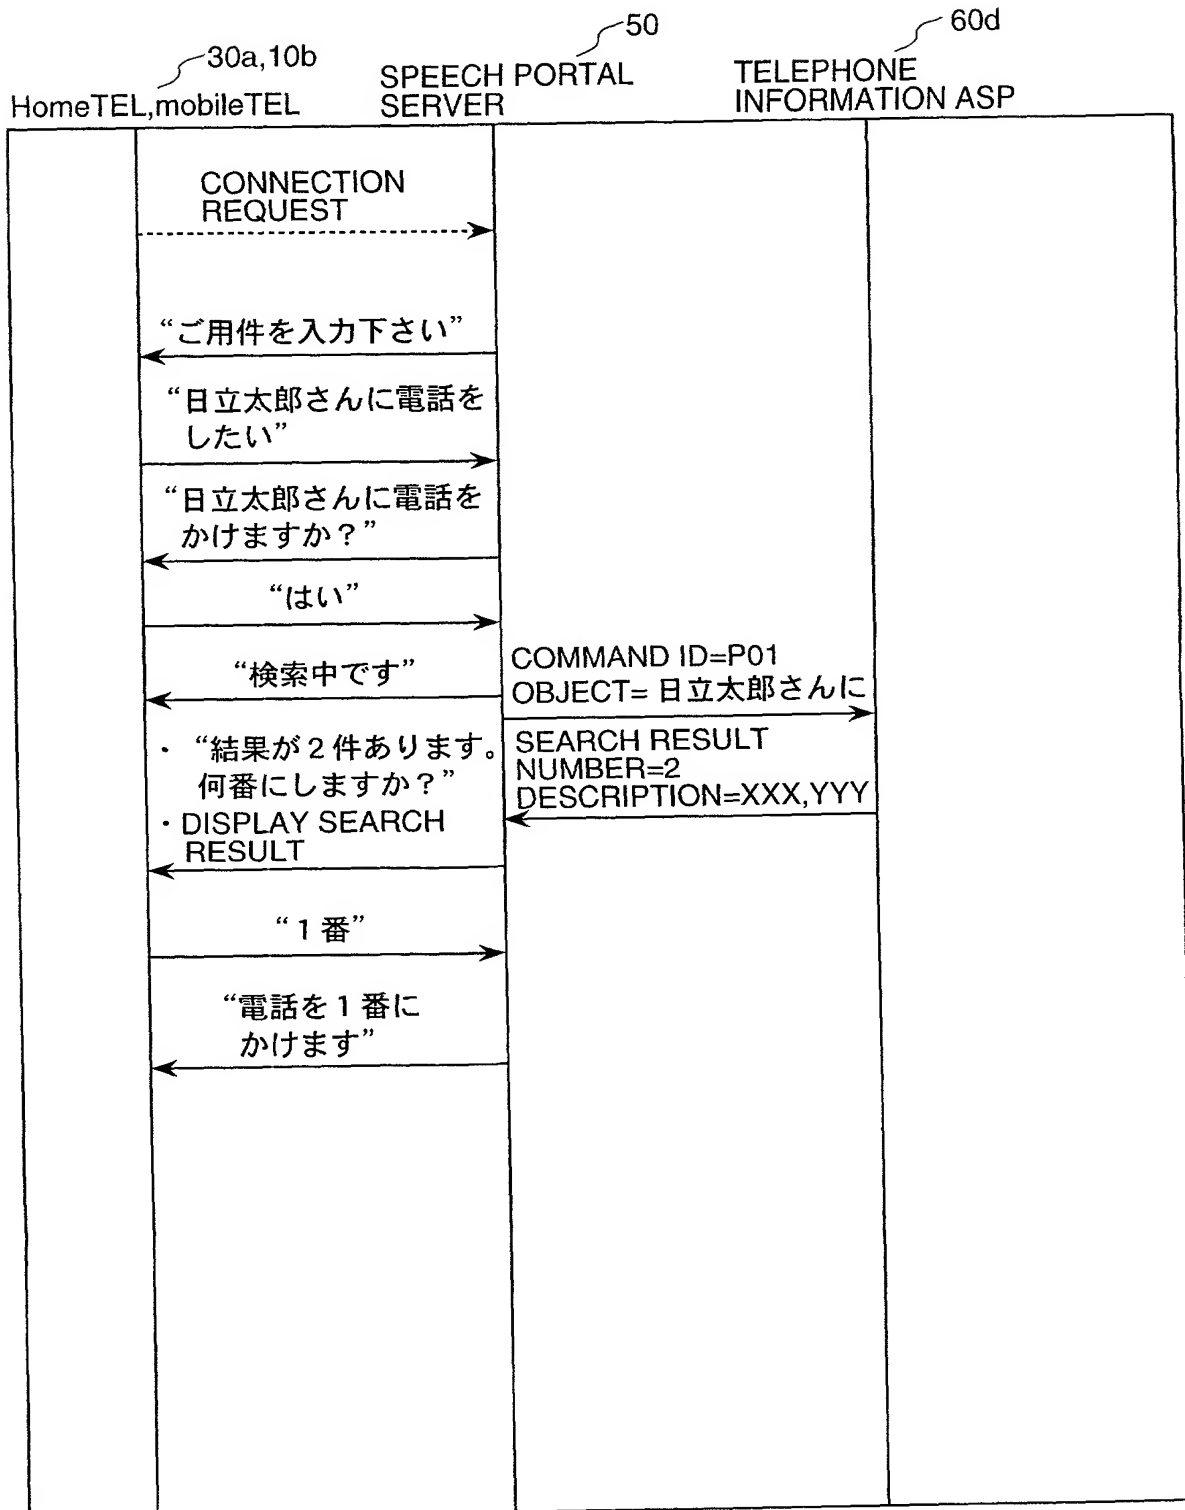 30a,10b
HomeTEL,mobileTEL
50
SPEECH PORTAL
SERVER
60d
TELEPHONE
INFORMATION ASP
CONNECTION
REQUEST
“ご用件を入力下さい”
“日立太郎さんに電話を
したい”
“日立太郎さんに電話を
かけますか？”
“はい”
“検索中です”
COMMAND ID=P01
OBJECT= 日立太郎さんに
SEARCH RESULT
NUMBER=2
DESCRIPTION=XXX,YYY
・ “結果が２件あります。
何番にしますか？”
・DISPLAY SEARCH
RESULT
“１番”
“電話を１番に
かけます”